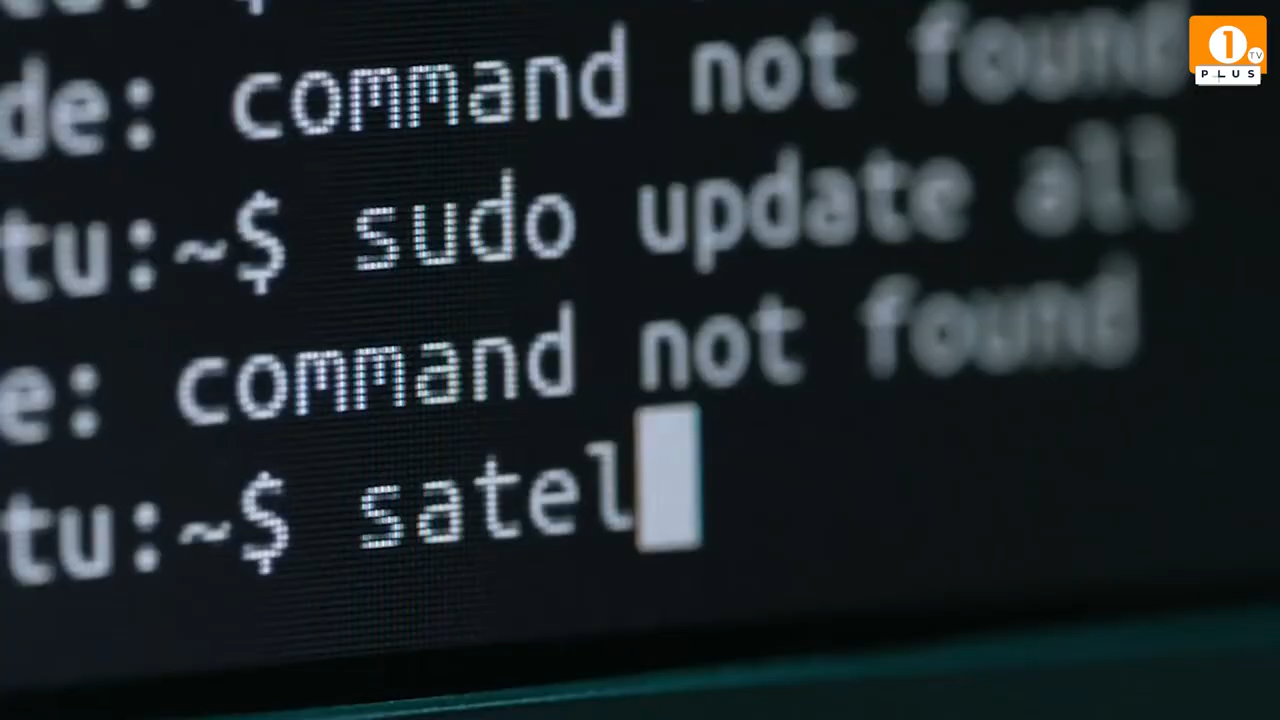 de: command not found
tu:~$ sudo update all
e: command not found
tu:~$ satel
1
TV
PLUS